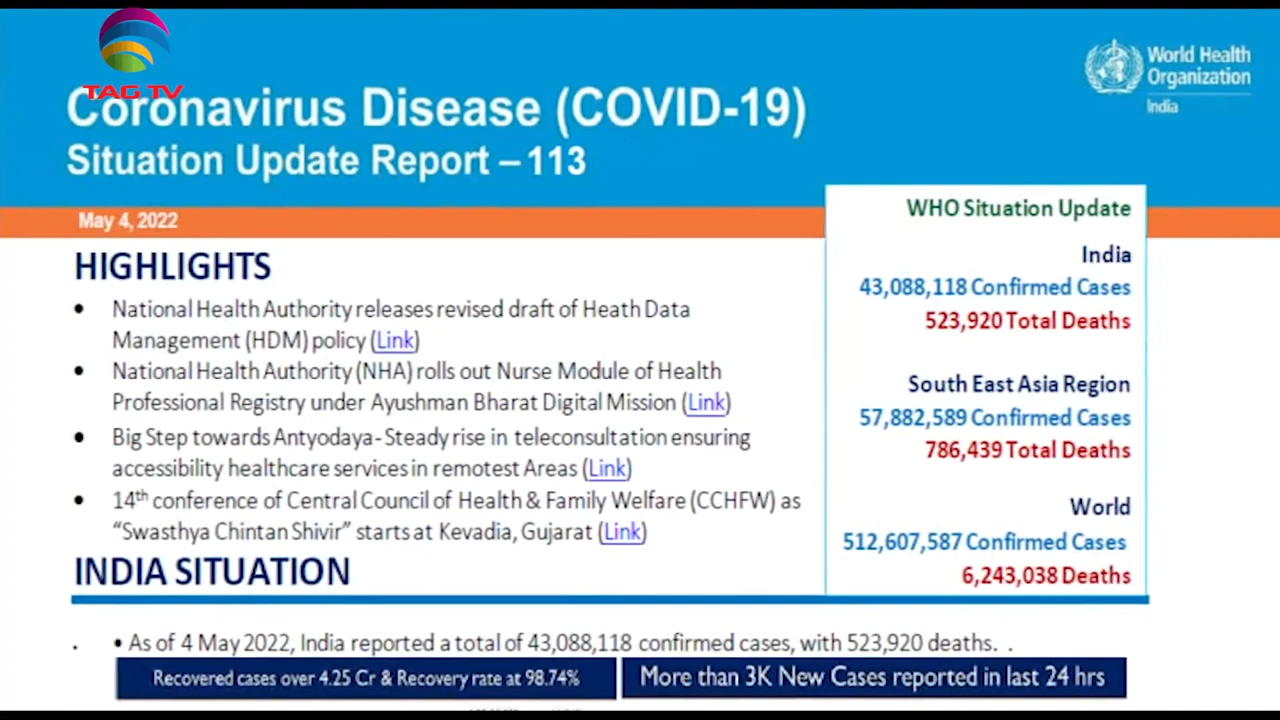 TAG TV
World Health
Organization
India
Coronavirus Disease (COVID-19)
Situation Update Report – 113
May 4, 2022
HIGHLIGHTS
• National Health Authority releases revised draft of Heath Data
Management (HDM) policy (Link)
• National Health Authority (NHA) rolls out Nurse Module of Health
Professional Registry under Ayushman Bharat Digital Mission (Link)
• Big Step towards Antyodaya- Steady rise in teleconsultation ensuring
accessibility healthcare services in remotest Areas (Link)
• 14th conference of Central Council of Health & Family Welfare (CCHFW) as
“Swasthya Chintan Shivir” starts at Kevadia, Gujarat (Link)
WHO Situation Update
India
43,088,118 Confirmed Cases
523,920 Total Deaths
South East Asia Region
57,882,589 Confirmed Cases
786,439 Total Deaths
World
512,607,587 Confirmed Cases
6,243,038 Deaths
INDIA SITUATION
. • As of 4 May 2022, India reported a total of 43,088,118 confirmed cases, with 523,920 deaths. .
Recovered cases over 4.25 Cr & Recovery rate at 98.74%
More than 3K New Cases reported in last 24 hrs